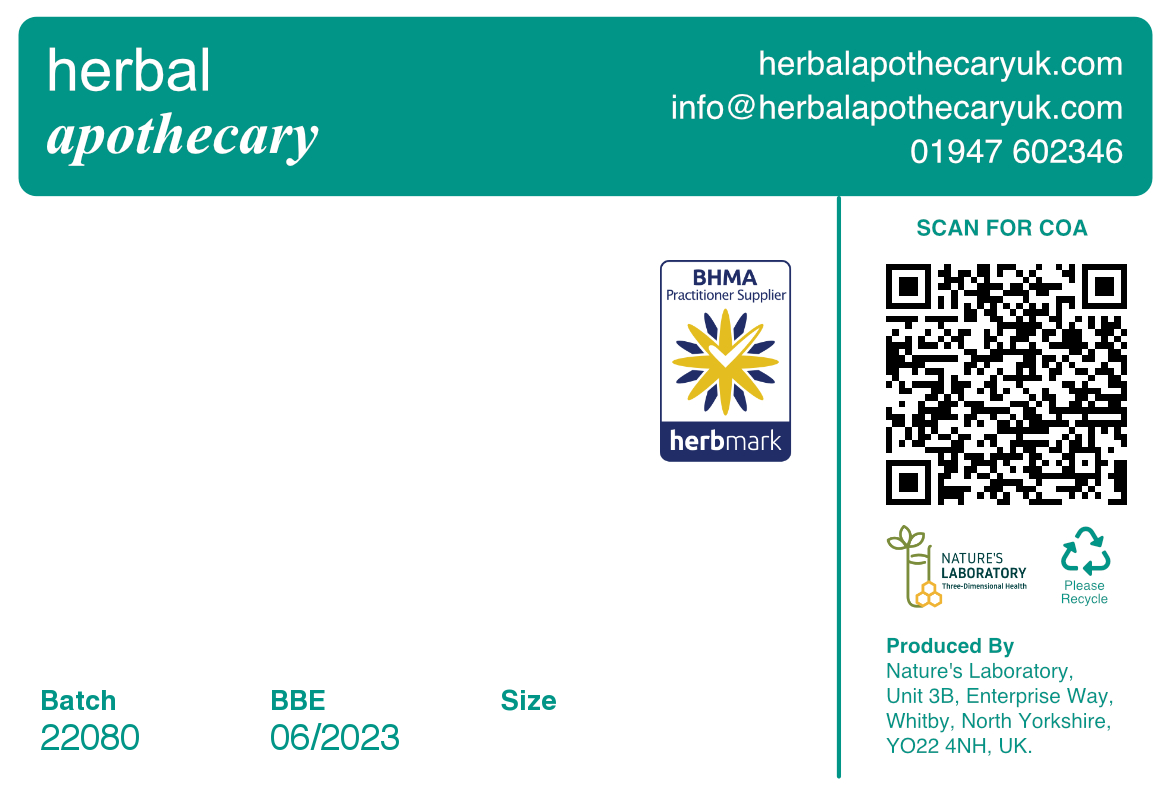 herbal
apothecary
herbalapothecaryuk.com
info@herbalapothecaryuk.com
01947 602346
BHMA
Practitioner Supplier
herbmark
SCAN FOR COA
NATURE'S
LABORATORY
Three-Dimensional Health
Please
Recycle
Produced By
Nature's Laboratory,
Unit 3B, Enterprise Way,
Whitby, North Yorkshire,
YO22 4NH, UK.
Batch
22080
BBE
06/2023
Size